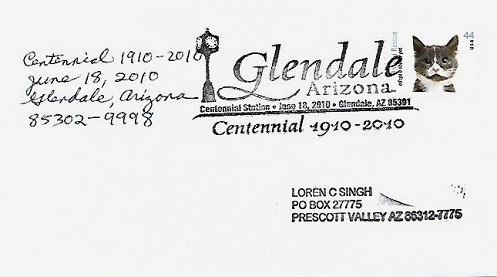 Centennial 1910-2010
June 18, 2010
Glendale, Arizona
85302-9998
Glendale
Arizona
Centennial Station • June 18, 2010 • Glendale, AZ 85301
Centennial 1910-2010
44
USA
LOREN C SINGH
PO BOX 27775
PRESCOTT VALLEY AZ 86312-7775